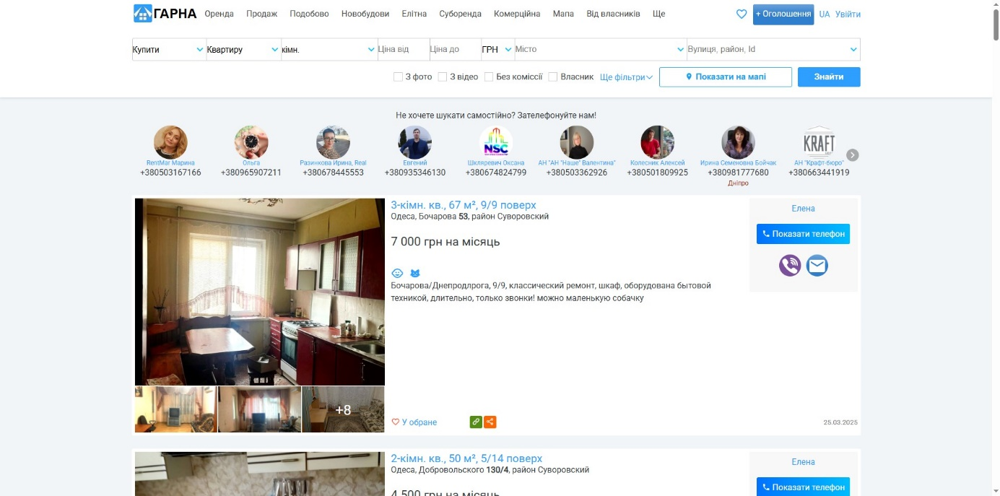 ГАРНА Оренда Продаж Подобово Новобудови Елітна Суборенда Комерційна Мапа Від власників Ще + Оголошення UA Увійти
Купити Квартиру кімн. Ціна від Ціна до ГРН Місто Вулиця, район, Id
З фото З відео Без комісії Власник Ще фільтри Показати на мапі Знайти
Не хочете шукати самостійно? Зателефонуйте нам!
NSC KRAFT
RentMar Марина Ольга Разинкова Ирина, Real Евгений Шкляревич Оксана АН "АН "Наше" Валентина" Колесник Алексей Ирина Семеновна Бойчак АН "Крафт-бюро"
+380503167166 +380965907211 +380678445553 +380935346130 +380674824799 +380503362926 +380501809925 +380981777680 +380663441919
Дніпро
3-кімн. кв., 67 м², 9/9 поверх
Одеса, Бочарова 53, район Суворовский
7 000 грн на місяць
Бочарова/Днепродлрога, 9/9, классический ремонт, шкаф, оборудована бытовой
техникой, длительно, только звонки! можно маленькую собачку
Елена
Показати телефон
+8
У обране
25.03.2025
2-кімн. кв., 50 м², 5/14 поверх
Одеса, Добровольского 130/4, район Суворовский
4 500 грн на місяць
Елена
Показати телефон